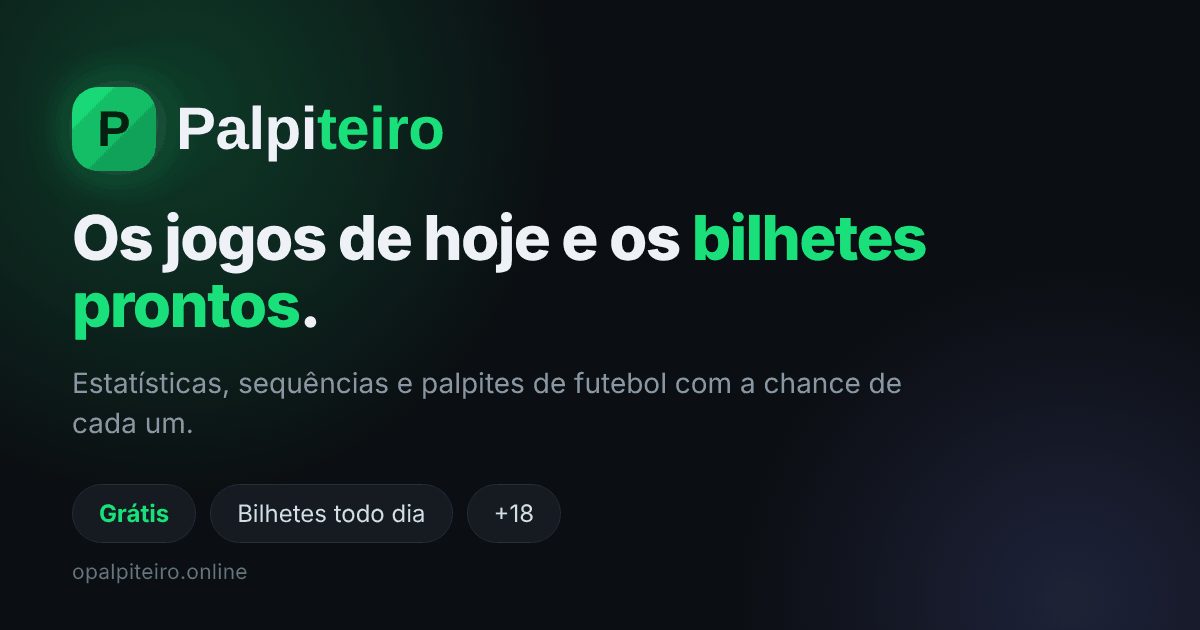 P
Palpiteiro
Os jogos de hoje e os bilhetes
prontos.
Estatísticas, sequências e palpites de futebol com a chance de
cada um.
Grátis
Bilhetes todo dia
+18
opalpiteiro.online